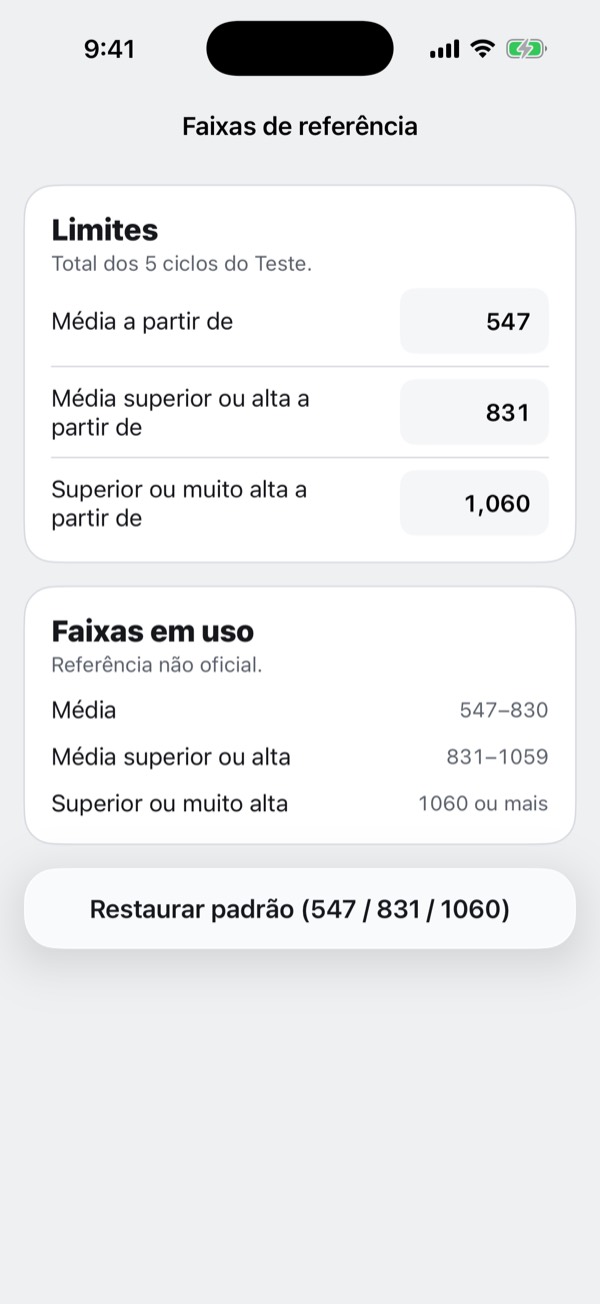 9:41
Faixas de referência
Limites
Total dos 5 ciclos do Teste.
Média a partir de
547
Média superior ou alta a
partir de
831
Superior ou muito alta a
partir de
1,060
Faixas em uso
Referência não oficial.
Média
547–830
Média superior ou alta
831–1059
Superior ou muito alta
1060 ou mais
Restaurar padrão (547 / 831 / 1060)